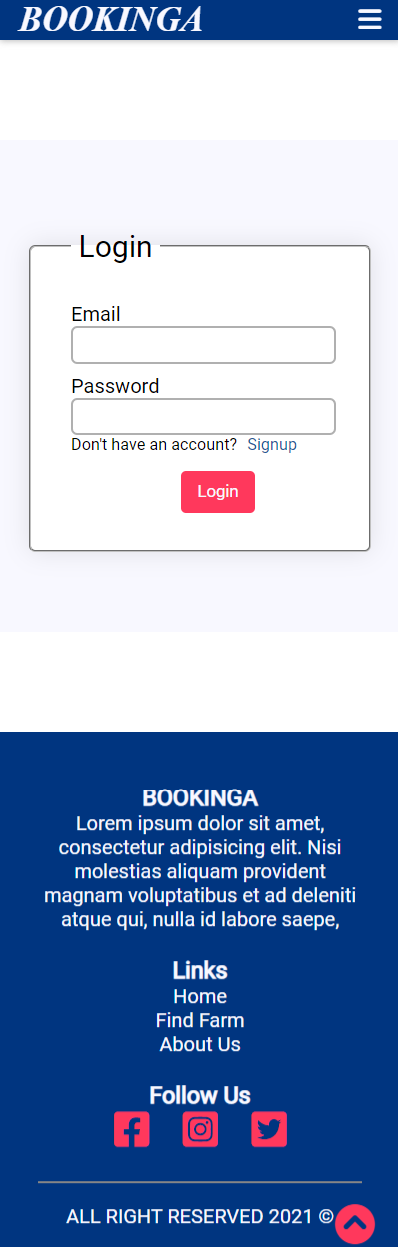 BOOKINGA
Login
Email
Password
Don't have an account? Signup
Login
BOOKINGA
Lorem ipsum dolor sit amet,
consectetur adipisicing elit. Nisi
molestias aliquam provident
magnam voluptatibus et ad deleniti
atque qui, nulla id labore saepe,
Links
Home
Find Farm
About Us
Follow Us
ALL RIGHT RESERVED 2021 ©